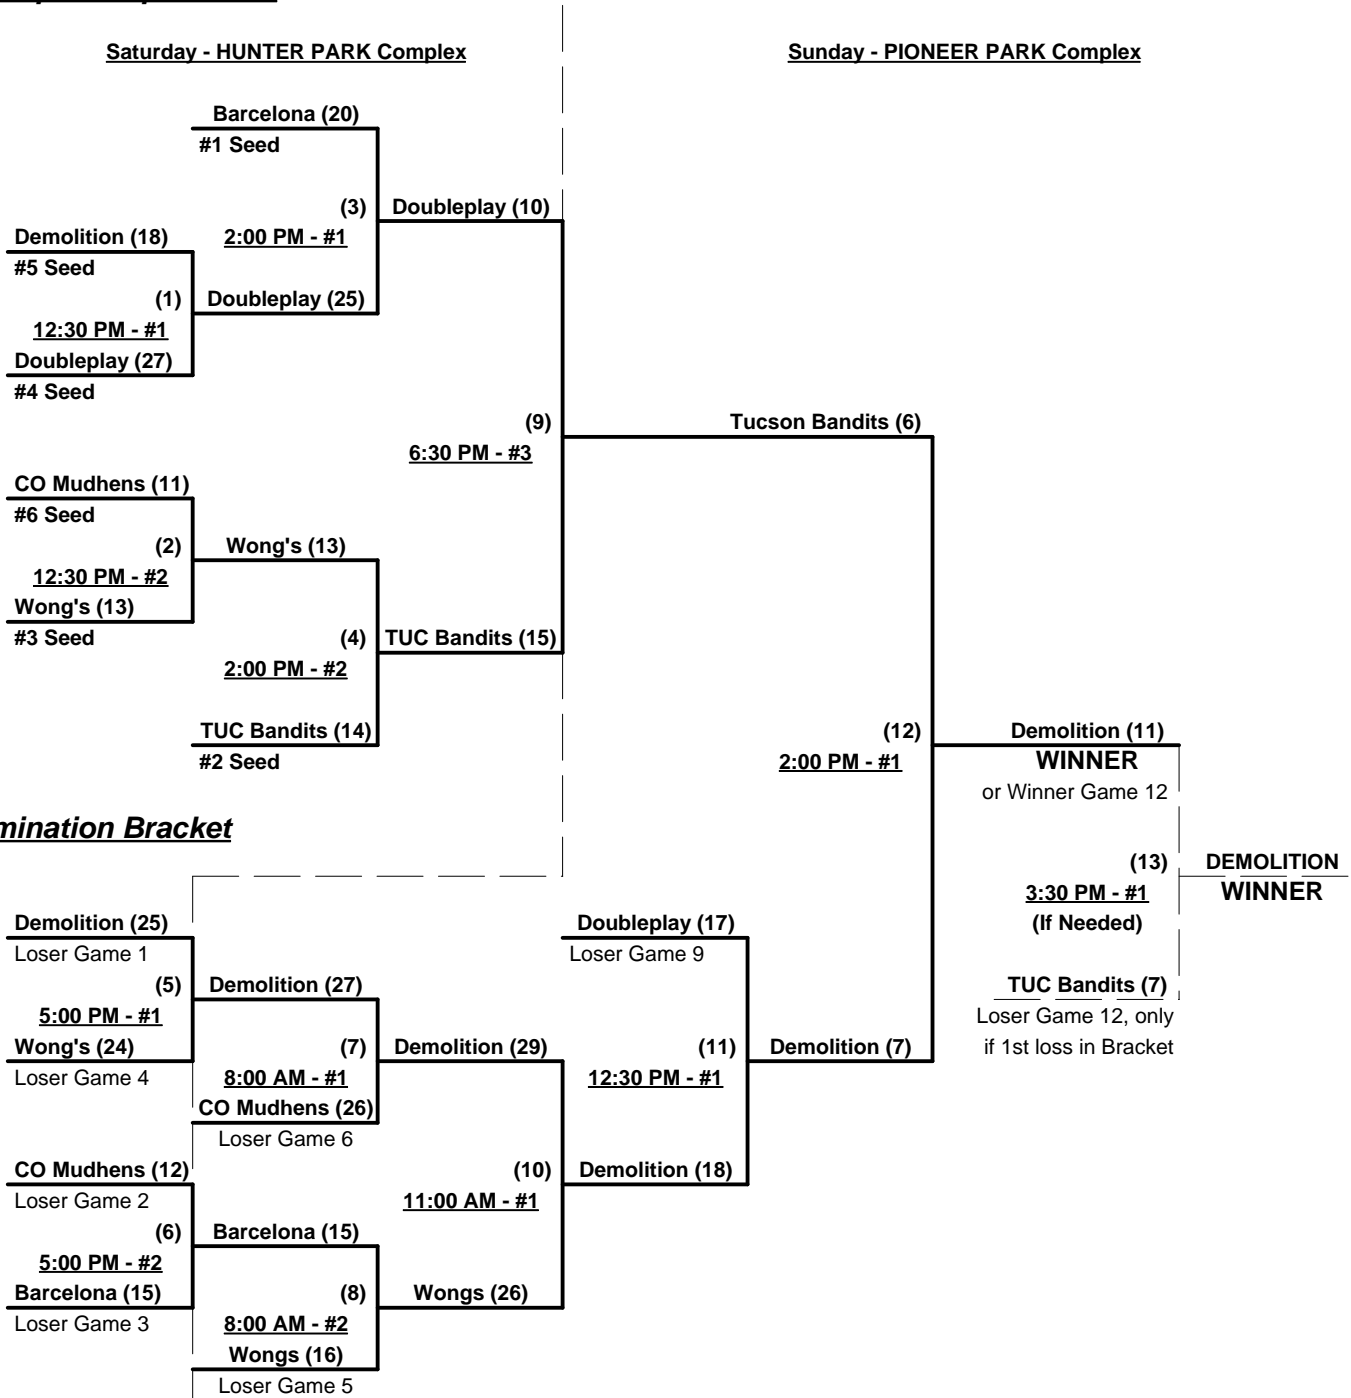 Saturday - HUNTER PARK Complex
Sunday - PIONEER PARK Complex
Barcelona (20)
#1 Seed
(3)
Doubleplay (10)
2:00 PM - #1
Demolition (18)
#5 Seed
(1)
Doubleplay (25)
12:30 PM - #1
Doubleplay (27)
#4 Seed
(9)
Tucson Bandits (6)
6:30 PM - #3
CO Mudhens (11)
#6 Seed
(2)
Wong's (13)
12:30 PM - #2
Wong's (13)
#3 Seed
(4)
TUC Bandits (15)
2:00 PM - #2
TUC Bandits (14)
#2 Seed
(12)
Demolition (11)
2:00 PM - #1
WINNER
or Winner Game 12
mination Bracket
(13)
DEMOLITION
3:30 PM - #1
WINNER
(If Needed)
Demolition (25)
Loser Game 1
Doubleplay (17)
Loser Game 9
(5)
Demolition (27)
TUC Bandits (7)
5:00 PM - #1
Loser Game 12, only
if 1st loss in Bracket
Wong's (24)
Loser Game 4
(7)
Demolition (29)
(11)
Demolition (7)
8:00 AM - #1
12:30 PM - #1
CO Mudhens (26)
Loser Game 6
CO Mudhens (12)
Loser Game 2
(10)
Demolition (18)
11:00 AM - #1
(6)
Barcelona (15)
5:00 PM - #2
Barcelona (15)
Loser Game 3
(8)
Wongs (26)
8:00 AM - #2
Wongs (16)
Loser Game 5